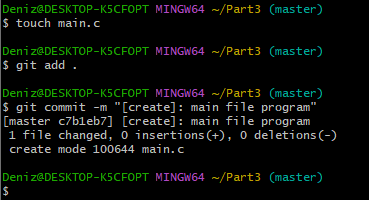 Deniz@DESKTOP-K5CFOPT MINGW64 ~/Part3 (master)
$ touch main.c
Deniz@DESKTOP-K5CFOPT MINGW64 ~/Part3 (master)
$ git add .
Deniz@DESKTOP-K5CFOPT MINGW64 ~/Part3 (master)
$ git commit -m "[create]: main file program"
[master c7b1eb7] [create]: main file program
 1 file changed, 0 insertions(+), 0 deletions(-)
 create mode 100644 main.c
Deniz@DESKTOP-K5CFOPT MINGW64 ~/Part3 (master)
$